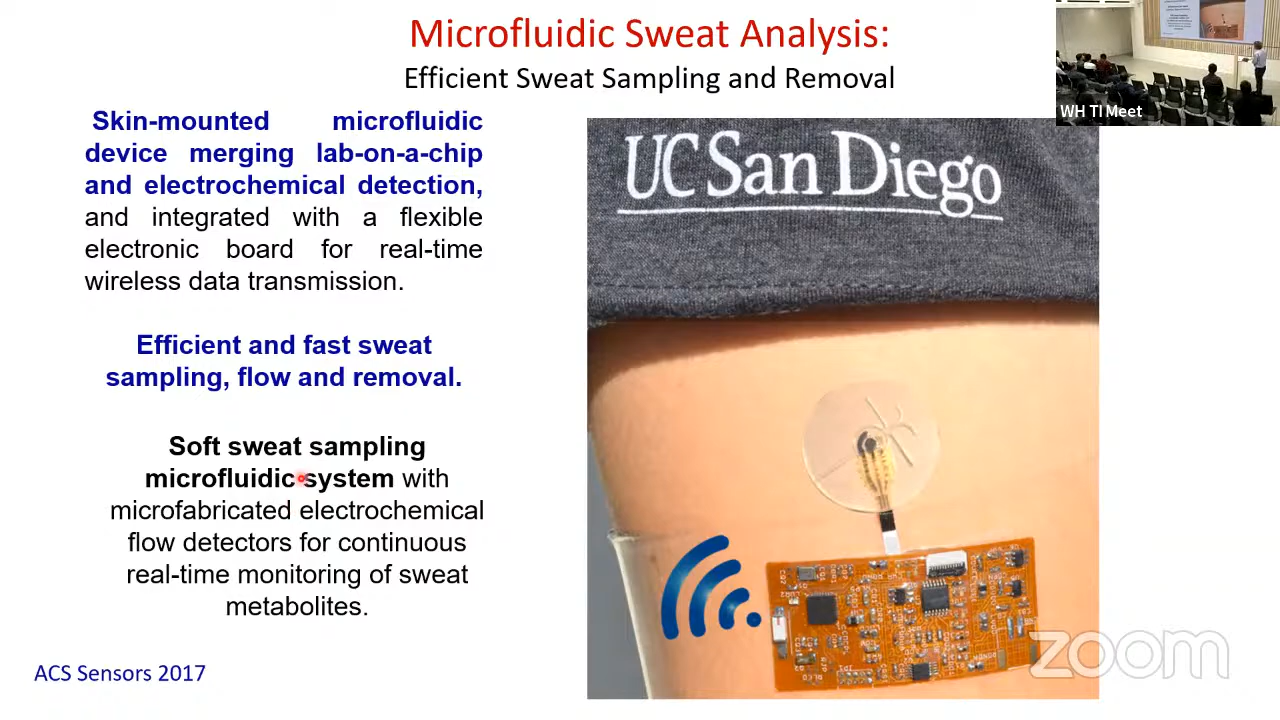 Microfluidic Sweat Analysis:
Efficient Sweat Sampling and Removal
WH TI Meet
Skin-mounted microfluidic
device merging lab-on-a-chip
and electrochemical detection,
and integrated with a flexible
electronic board for real-time
wireless data transmission.
Efficient and fast sweat
sampling, flow and removal.
Soft sweat sampling
microfluidic system with
microfabricated electrochemical
flow detectors for continuous
real-time monitoring of sweat
metabolites.
ACS Sensors 2017
UC San Diego
zoom